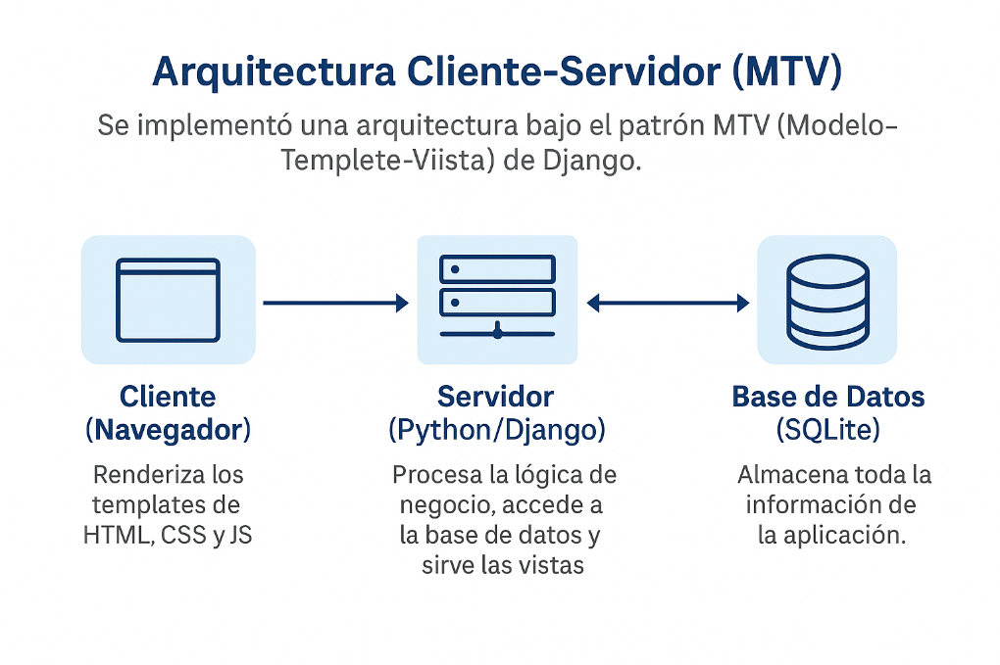 Arquitectura Cliente-Servidor (MTV)
Se implementó una arquitectura bajo el patrón MTV (Modelo-
Templete-Viista) de Django.
Cliente
(Navegador)
Renderiza los
templates de
HTML, CSS y JS
Servidor
(Python/Django)
Procesa la lógica de
negocio, accede a
la base de datos y
sirve las vistas
Base de Datos
(SQLite)
Almacena toda la
información de
la aplicación.